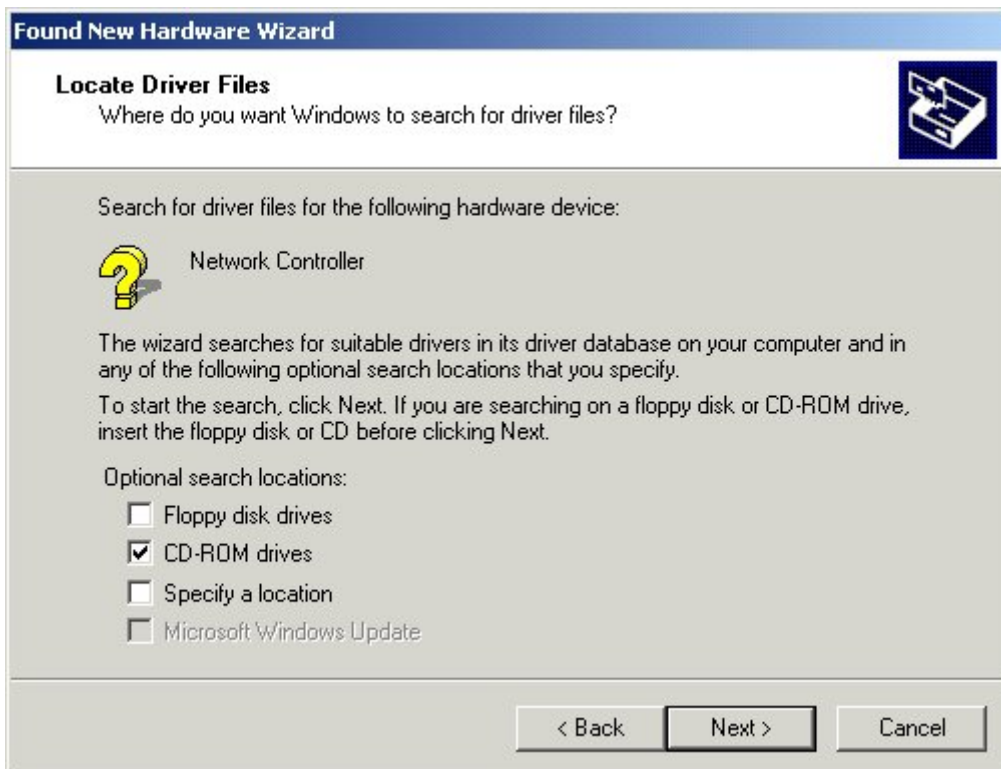 Found New Hardware Wizard
Locate Driver Files
Where do you want Windows to search for driver files?
Search for driver files for the following hardware device:
Network Controller
The wizard searches for suitable drivers in its driver database on your computer and in
any of the following optional search locations that you specify.
To start the search, click Next. If you are searching on a floppy disk or CD-ROM drive,
insert the floppy disk or CD before clicking Next.
Optional search locations:
Floppy disk drives
CD-ROM drives
Specify a location
Microsoft Windows Update
< Back Next > Cancel